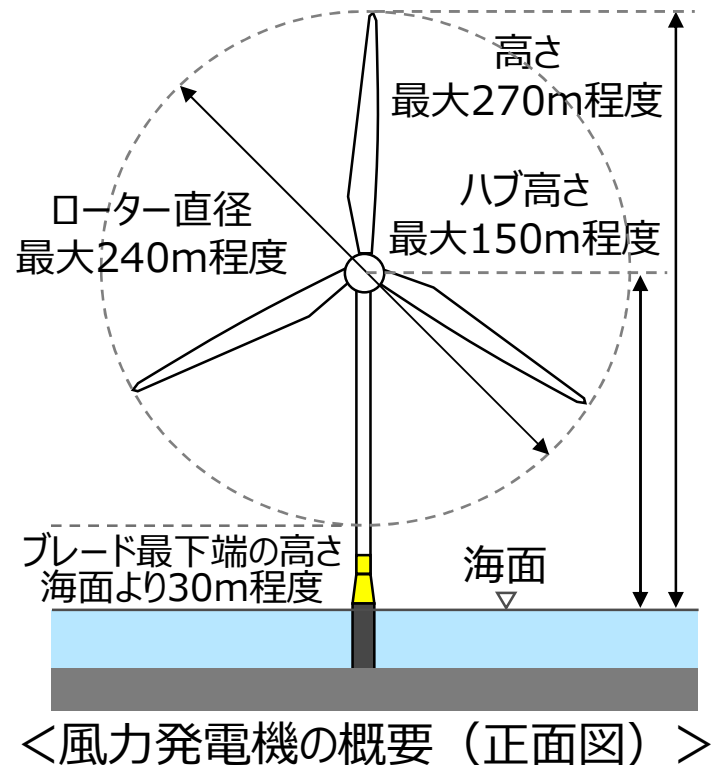 高さ
最大270m程度
ハブ高さ
最大150m程度
ローター直径
最大240m程度
ブレード最下端の高さ
海面より30m程度
海面
＜風力発電機の概要（正面図）＞